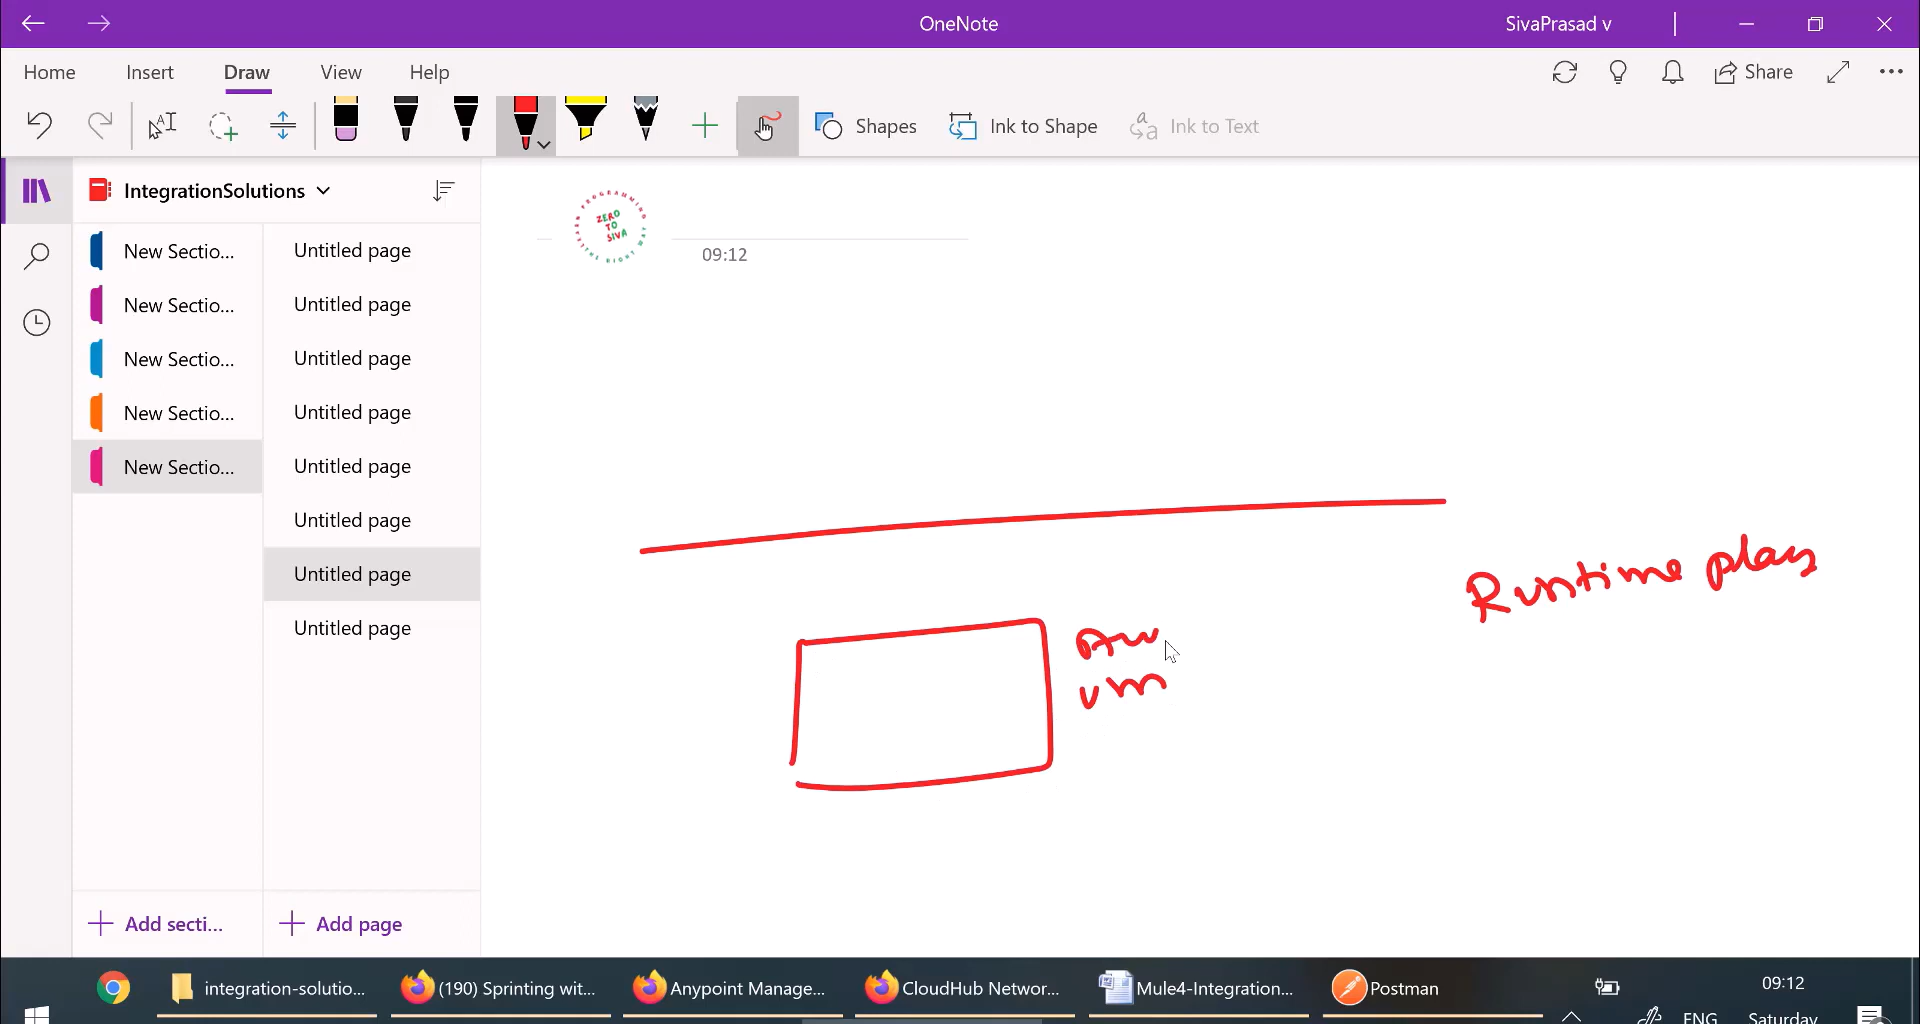 OneNote
SivaPrasad v
Home Insert Draw View Help
Share
Shapes
Ink to Shape
Ink to Text
IntegrationSolutions
New Sectio...
New Sectio...
New Sectio...
New Sectio...
New Sectio...
Untitled page
Untitled page
Untitled page
Untitled page
Untitled page
Untitled page
Untitled page
Untitled page
Add secti...
Add page
ZERO
TO
SIVA
09:12
Runtime
vm
integration-solutio...
(190) Sprinting wit...
Anypoint Manage...
CloudHub Networ...
Mule4-Integration...
Postman
09:12
ENG
Saturday